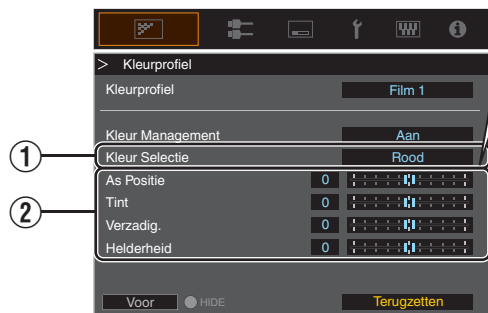 > Kleurprofiel
Kleurprofiel Film 1
Kleur Management Aan
① Kleur Selectie Rood
② As Positie 0
Tint 0
Verzadig. 0
Helderheid 0
Voor HIDE Terugzetten